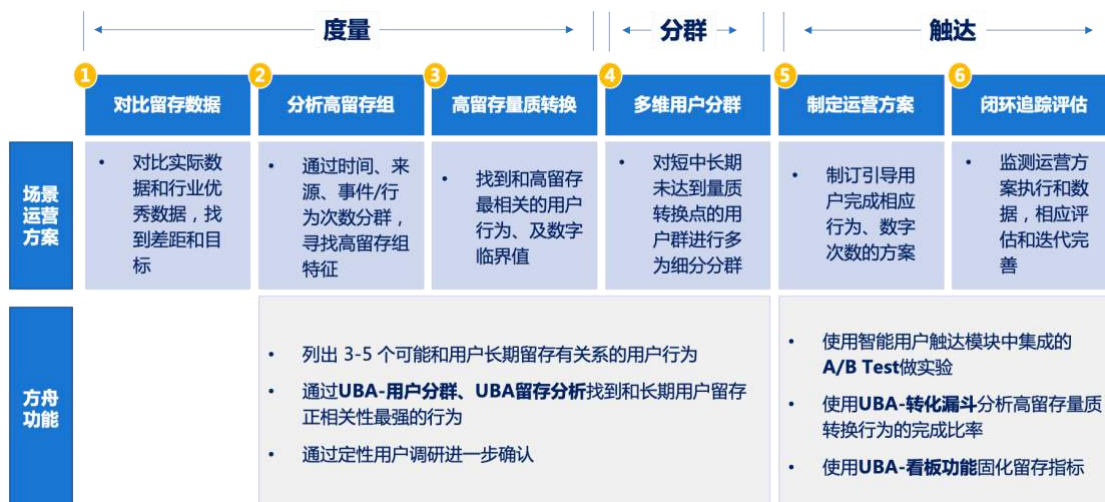 度量
分群
触达
1
2
3
4
5
6
对比留存数据
分析高留存组
高留存量质转换
多维用户分群
制定运营方案
闭环追踪评估
场景
运营
方案
• 对比实际数
据和行业优
秀数据，找
到差距和目
标
• 通过时间、来
源、事件/行
为次数分群，
寻找高留存组
特征
• 找到和高留存
最相关的用户
行为、及数字
临界值
• 对短中长期
未达到量质
转换点的用
户群进行多
为细分分群
• 制订引导用
户完成相应
行为、数字
次数的方案
• 监测运营方
案执行和数
据，相应评
估和迭代完
善
方舟
功能
• 列出 3-5 个可能和用户长期留存有关系的用户行为
• 通过UBA-用户分群、UBA留存分析找到和长期用户留存
正相关性最强的行为
• 通过定性用户调研进一步确认
• 使用智能用户触达模块中集成的
A/B Test做实验
• 使用UBA-转化漏斗分析高留存量质
转换行为的完成比率
• 使用UBA-看板功能固化留存指标